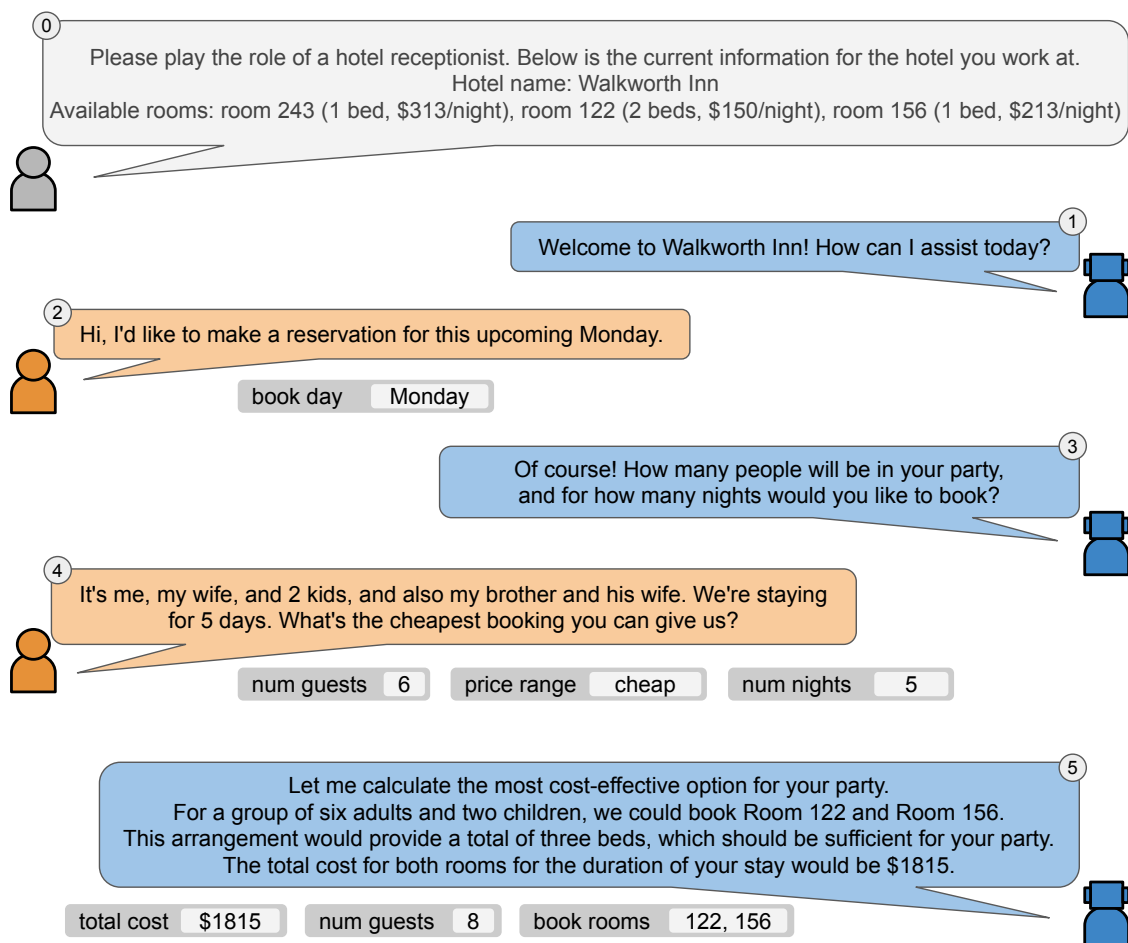 0
Please play the role of a hotel receptionist. Below is the current information for the hotel you work at.
Hotel name: Walkworth Inn
Available rooms: room 243 (1 bed, $313/night), room 122 (2 beds, $150/night), room 156 (1 bed, $213/night)
1
Welcome to Walkworth Inn! How can I assist today?
2
Hi, I'd like to make a reservation for this upcoming Monday.
book day Monday
3
Of course! How many people will be in your party,
and for how many nights would you like to book?
4
It's me, my wife, and 2 kids, and also my brother and his wife. We're staying
for 5 days. What's the cheapest booking you can give us?
num guests 6 price range cheap num nights 5
5
Let me calculate the most cost-effective option for your party.
For a group of six adults and two children, we could book Room 122 and Room 156.
This arrangement would provide a total of three beds, which should be sufficient for your party.
The total cost for both rooms for the duration of your stay would be $1815.
total cost $1815 num guests 8 book rooms 122, 156